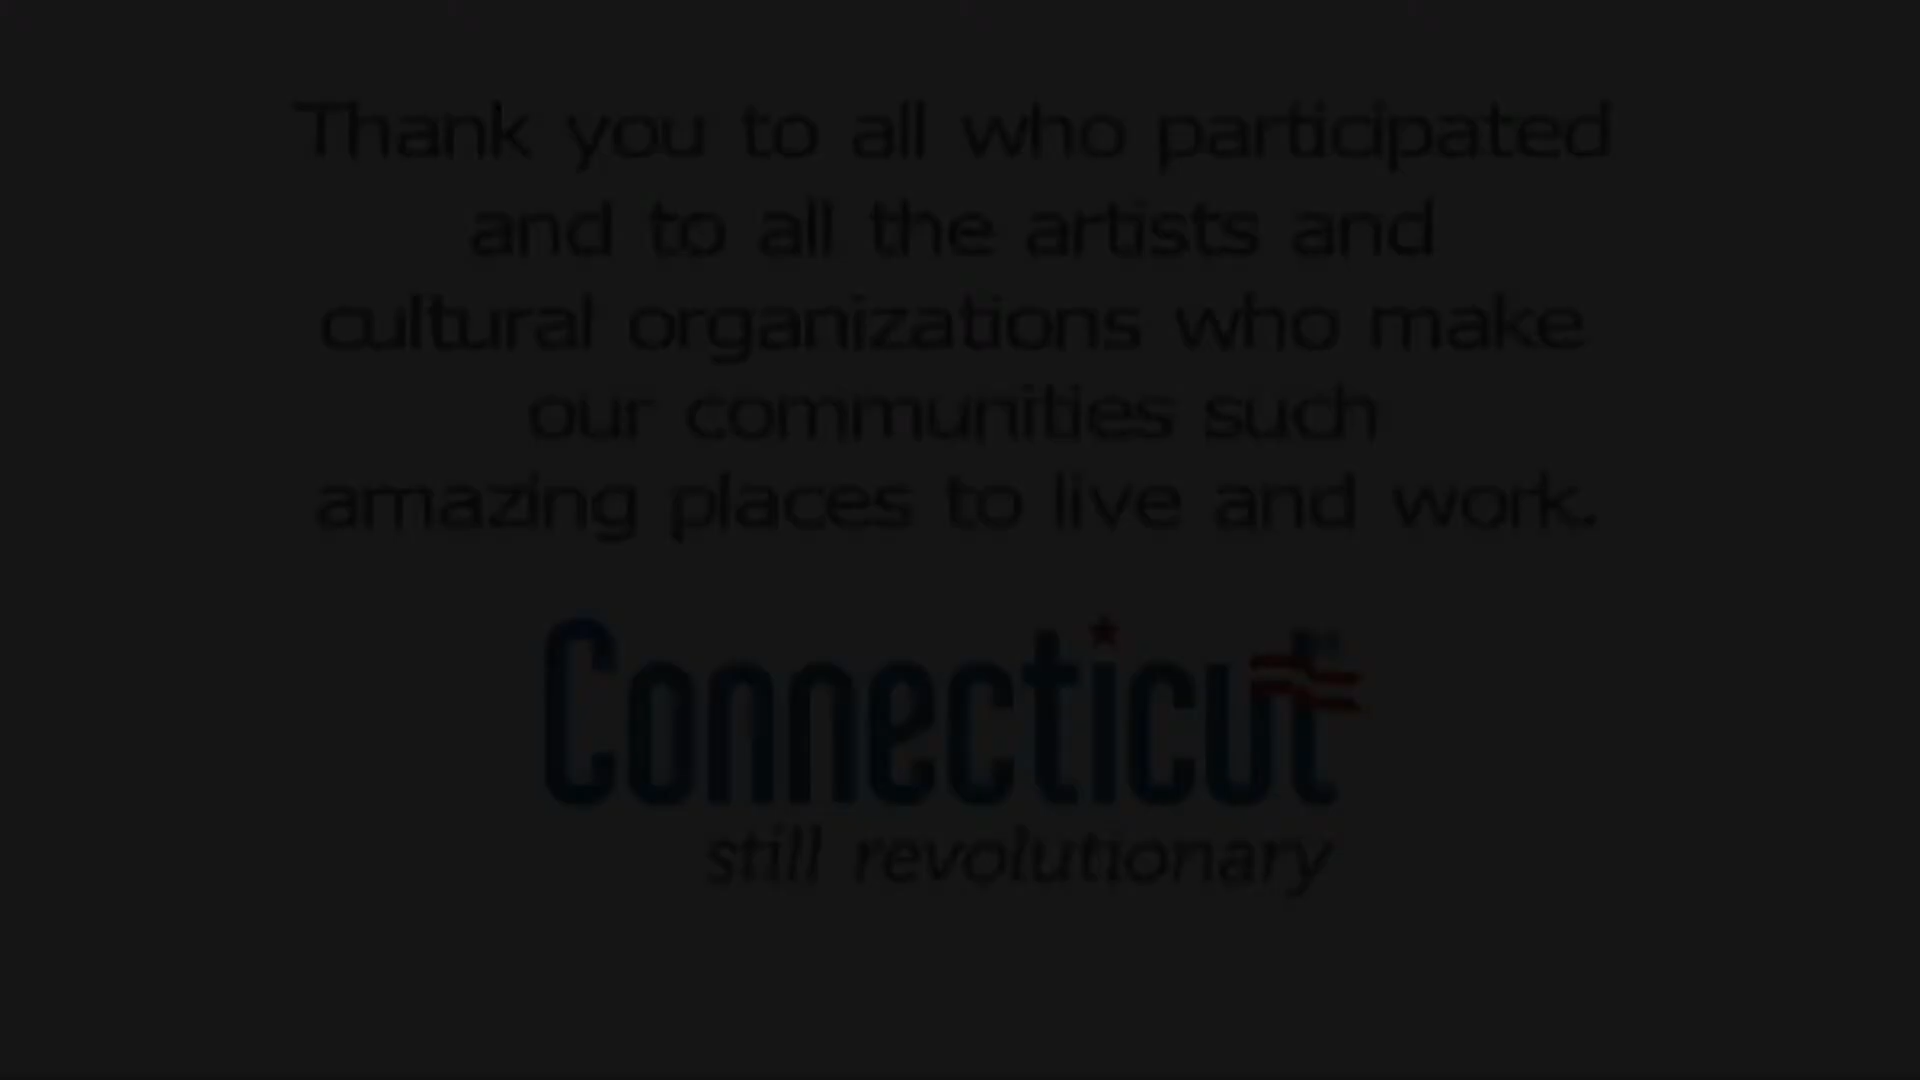 Thank you to all who participated
and to all the artists and
cultural organizations who make
our communities such
amazing places to live and work.
Connecticut
still revolutionary